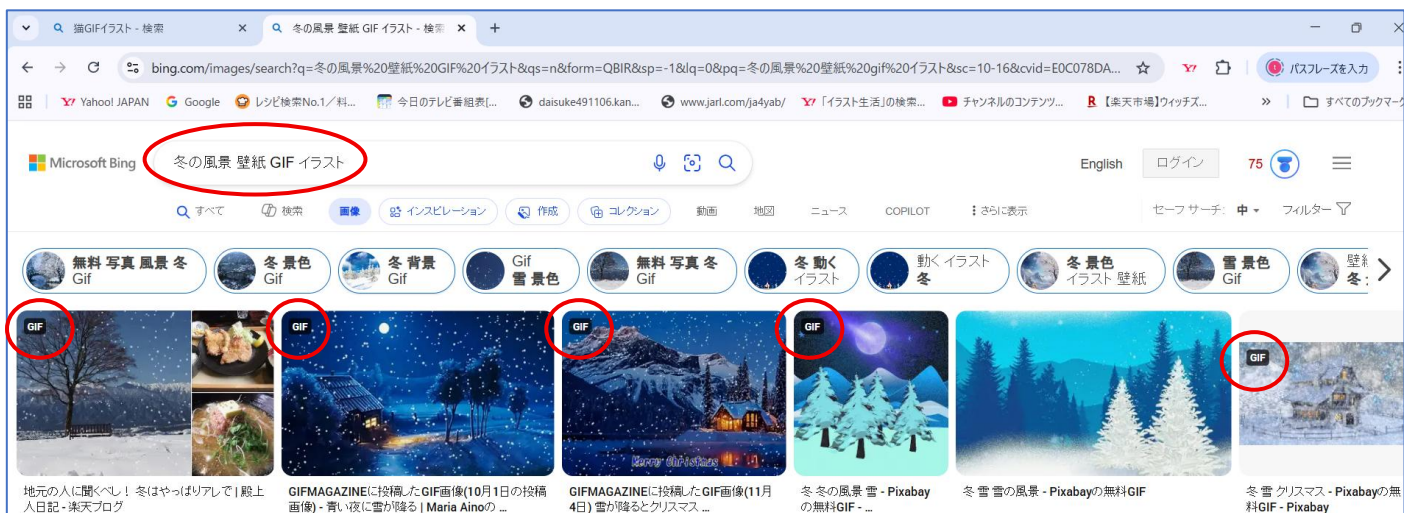 猫GIFイラスト - 検索
冬の風景 壁紙 GIF イラスト - 検索
bing.com/images/search?q=冬の風景%20壁紙%20GIF%20イラスト&qs=n&form=QBIR&sp=-1&lq=0&pq=冬の風景%20壁紙%20gif%20イラスト&sc=10-16&cvid=E0C078DA...
パスフレーズを入力
Yahoo! JAPAN
Google
レシピ検索No.1／料...
今日のテレビ番組表[...
daisuke491106.kan...
www.jarl.com/ja4yab/
「イラスト生活」の検索...
チャンネルのコンテンツ...
【楽天市場】ウィッチズ...
»
すべてのブックマーク
Microsoft Bing
冬の風景 壁紙 GIF イラスト
English
ログイン
75
すべて
検索
画像
インスピレーション
作成
コレクション
動画
地図
ニュース
COPILOT
さらに表示
セーフ サーチ: 中
フィルター
無料 写真 風景 冬
Gif
冬 景色
Gif
冬 背景
Gif
Gif
雪 景色
無料 写真 冬
Gif
冬 動く
イラスト
動く イラスト
冬
冬 景色
イラスト 壁紙
雪 景色
Gif
冬
GIF
GIF
GIF
GIF
GIF
Merry Christmas
地元の人に聞くべし！ 冬はやっぱりアレで | 殿上
人日記 - 楽天ブログ
GIFMAGAZINEに投稿したGIF画像(10月1日の投稿
画像) - 青い夜に雪が降る | Maria Ainoの ...
GIFMAGAZINEに投稿したGIF画像(11月
4日) 雪が降るとクリスマス ...
冬 冬の風景 雪 - Pixabay
の無料GIF - ...
冬 雪 雪の風景 - Pixabayの無料GIF
冬 雪 クリスマス - Pixabayの無
料GIF - Pixabay